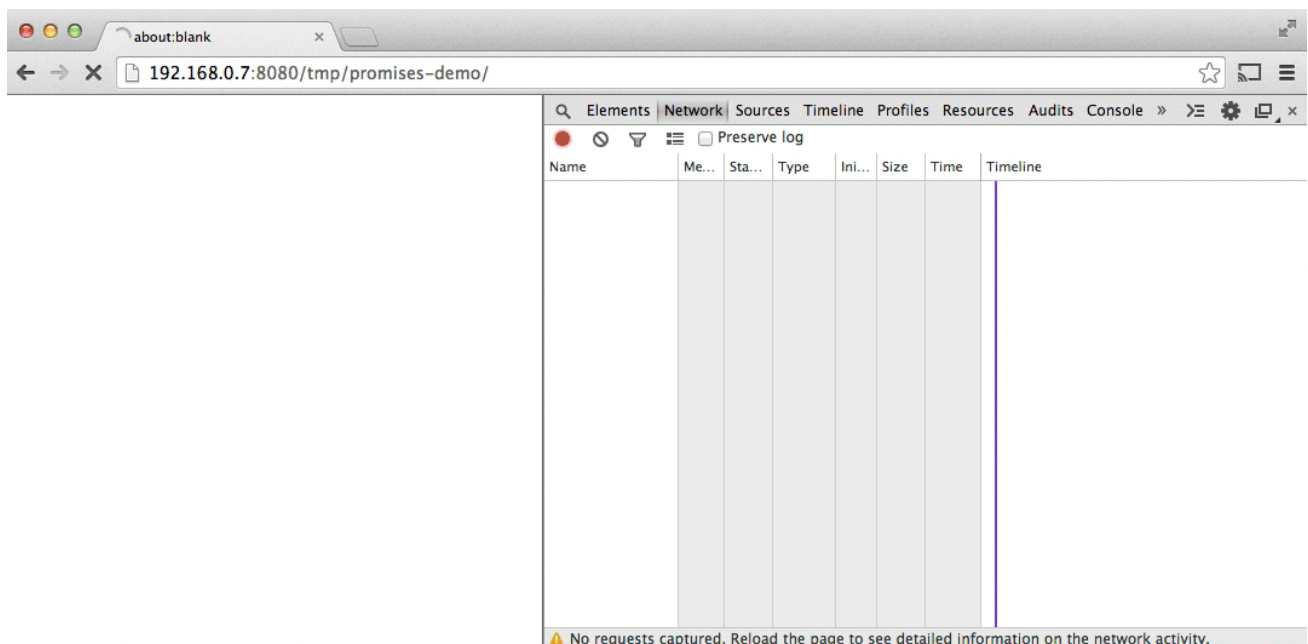 about:blank
192.168.0.7:8080/tmp/promises-demo/
Elements Network Sources Timeline Profiles Resources Audits Console »
Preserve log
Name Me... Sta... Type Ini... Size Time Timeline
No requests captured. Reload the page to see detailed information on the network activity.